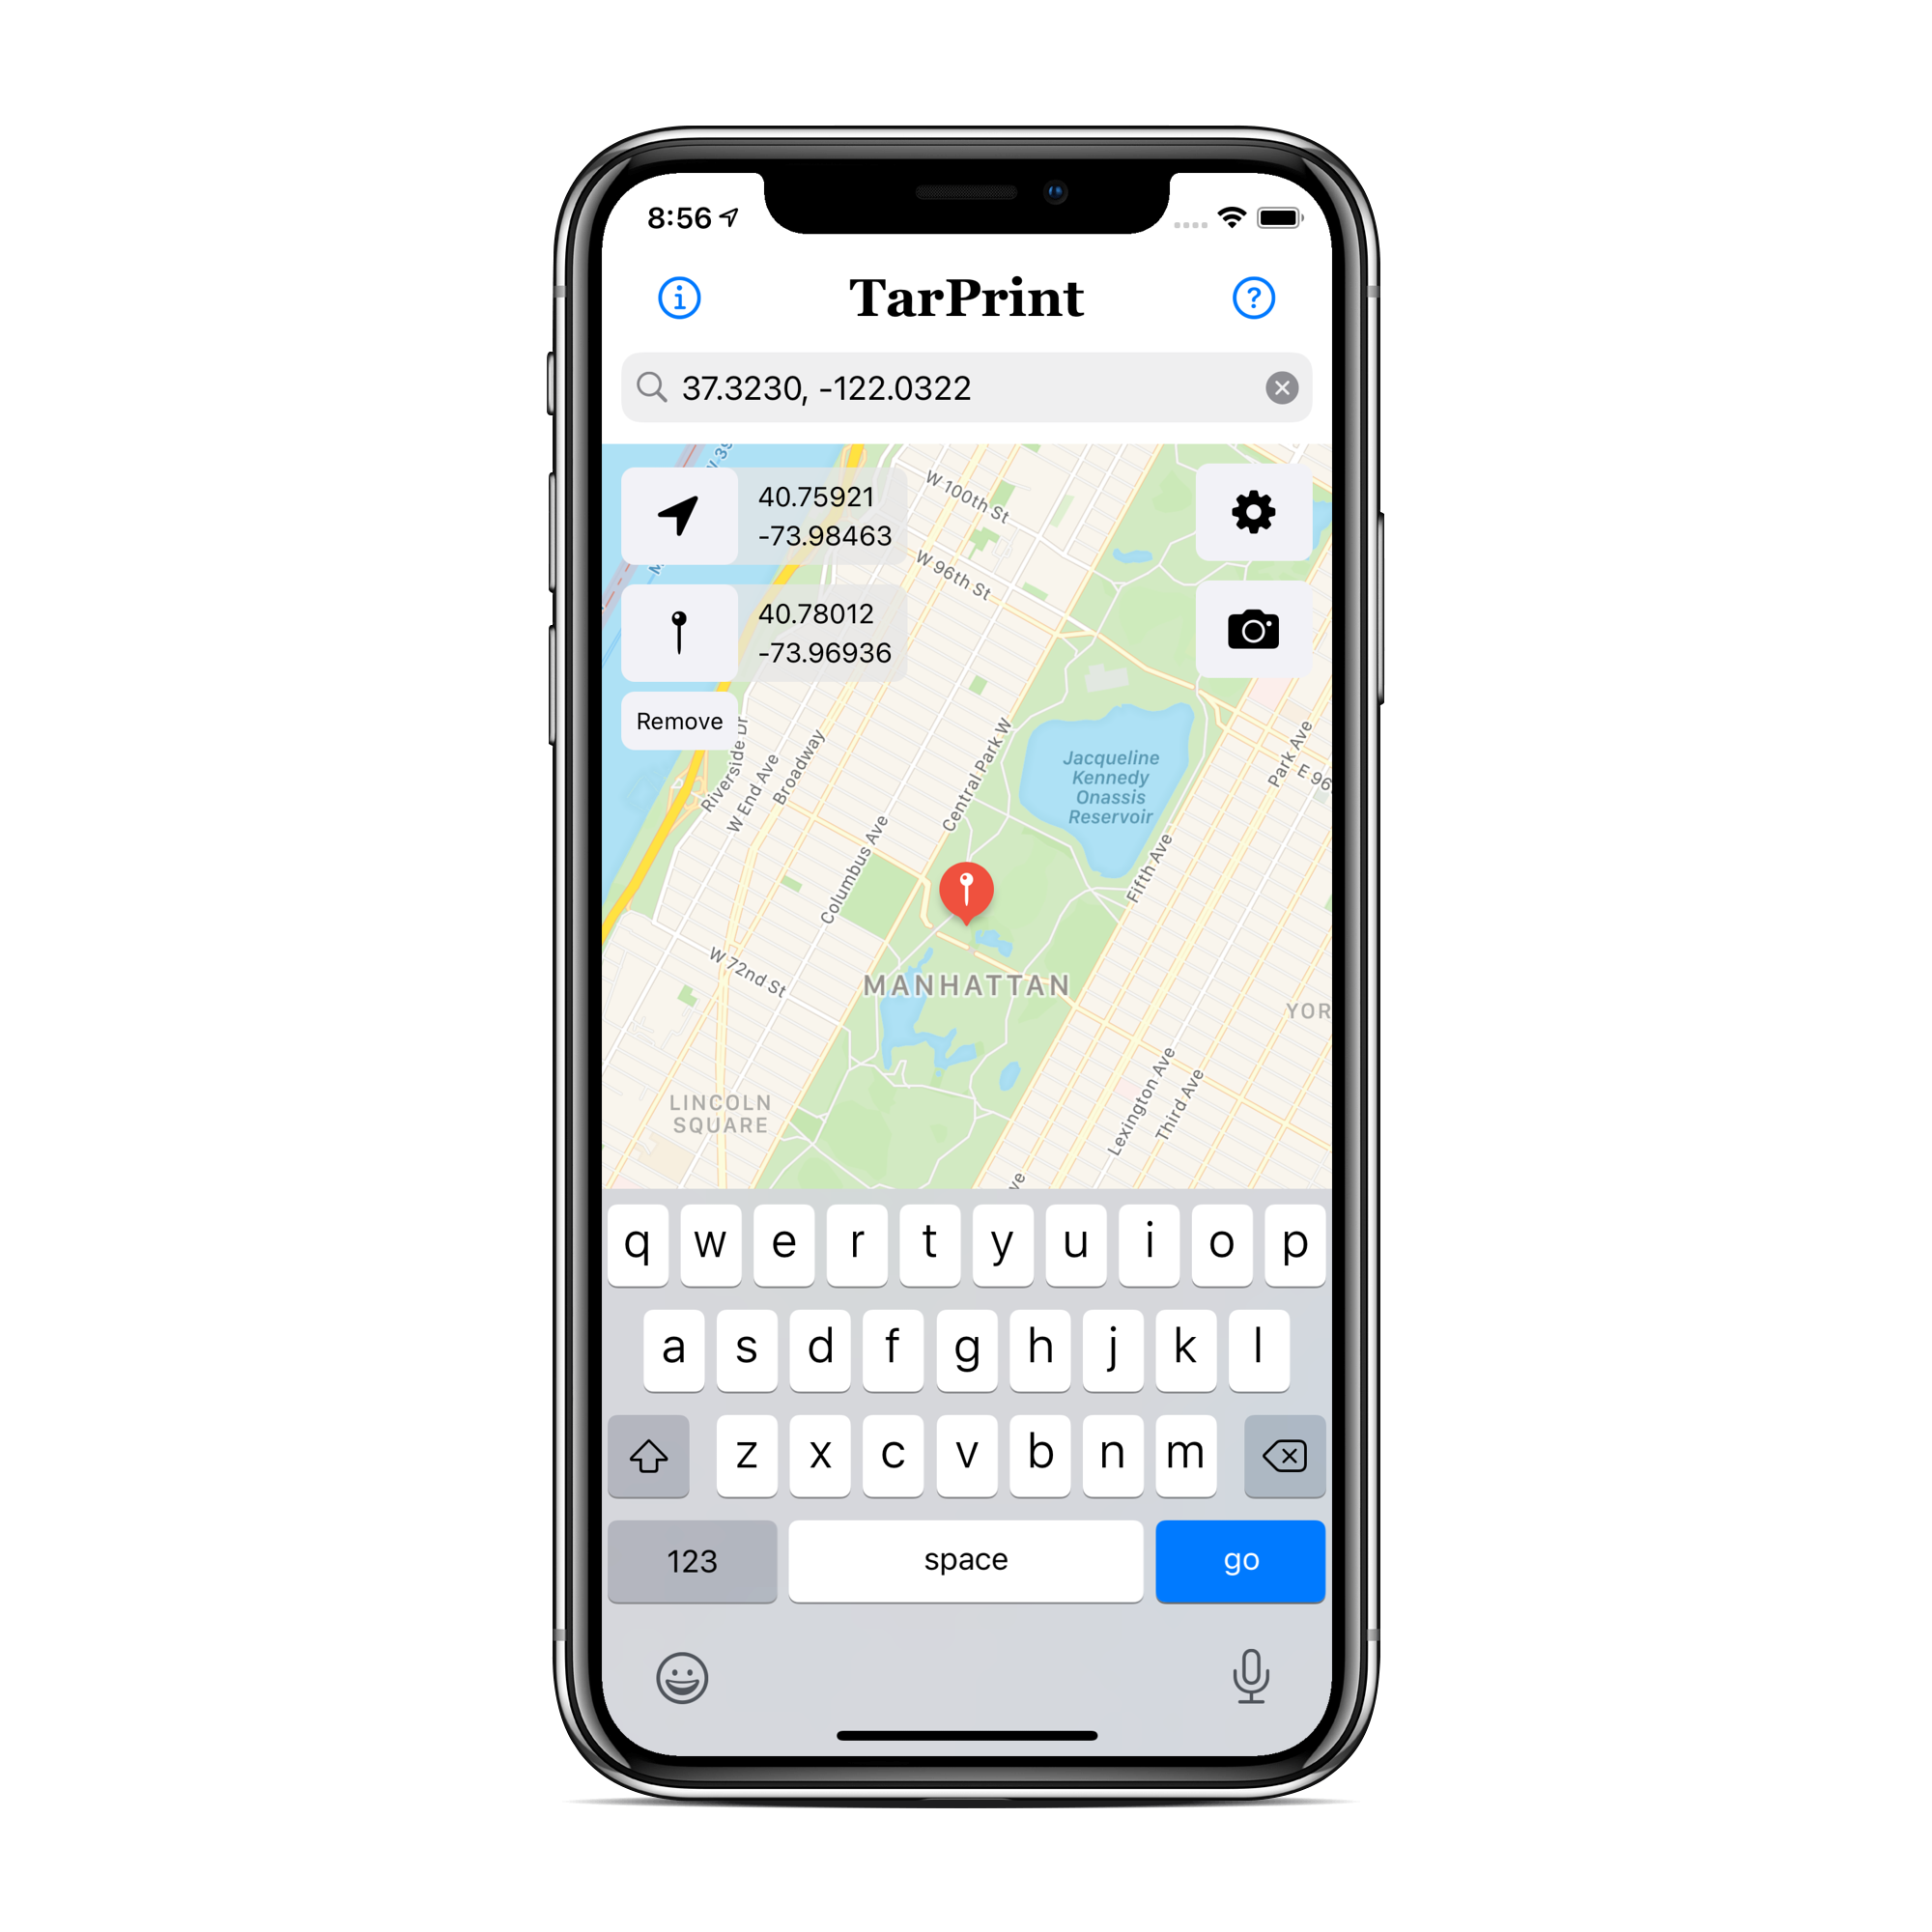 8:56
TarPrint
37.3230, -122.0322
40.75921
-73.98463
40.78012
-73.96936
Remove
W 100th St
W 96th St
Riverside Dr
W End Ave
Broadway
Central Park W
Columbus Ave
Jacqueline
Kennedy
Onassis
Reservoir
Park Ave
E 96
Fifth Ave
W 72nd St
MANHATTAN
YOR
LINCOLN
SQUARE
Lexington Ave
Third Ave
ve
q w e r t y u i o p
a s d f g h j k l
z x c v b n m
123 space go